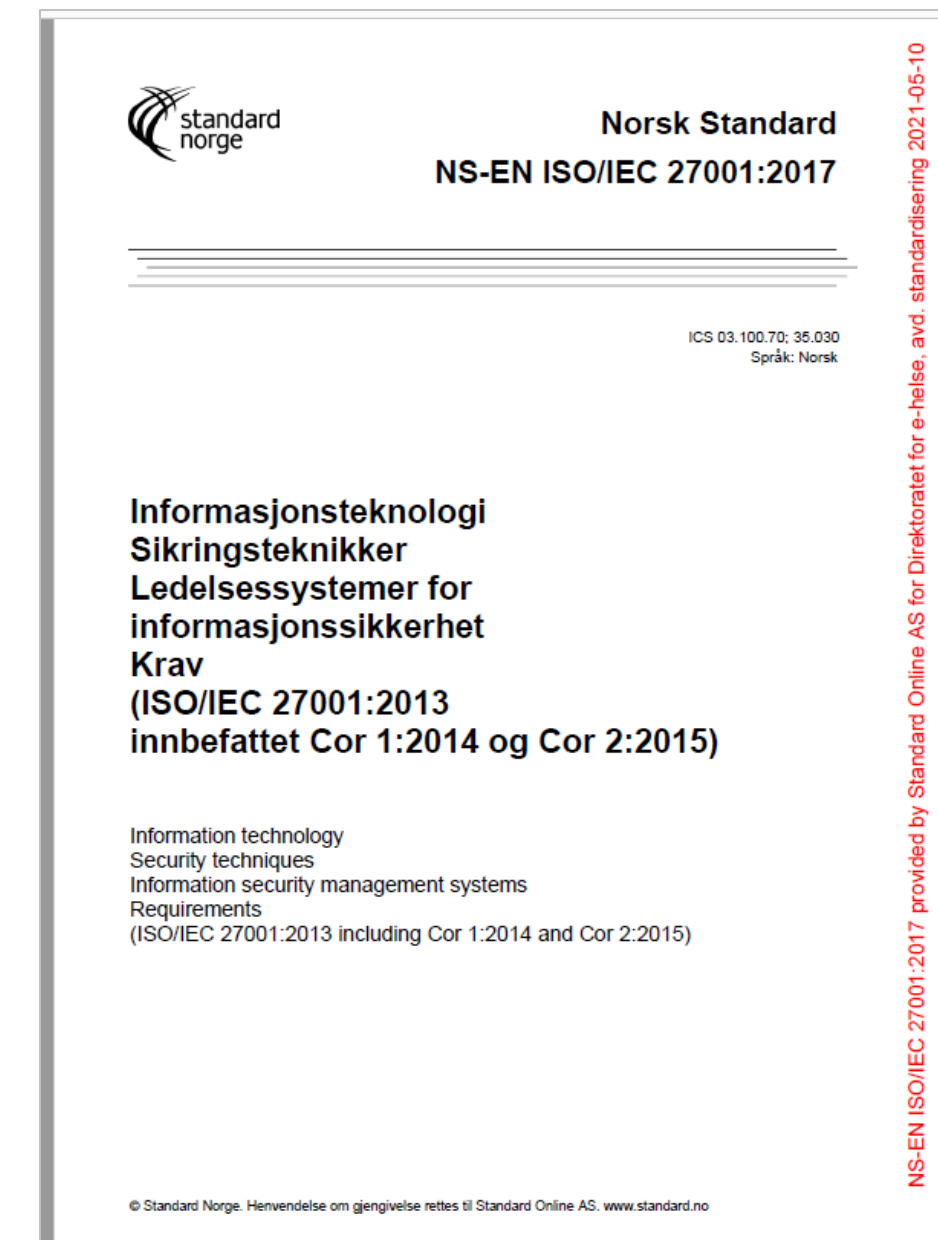 standard
norge
Norsk Standard
NS-EN ISO/IEC 27001:2017
ICS 03.100.70; 35.030
Språk: Norsk
Informasjonsteknologi
Sikringsteknikker
Ledelsessystemer for
informasjonssikkerhet
Krav
(ISO/IEC 27001:2013
innbefattet Cor 1:2014 og Cor 2:2015)
Information technology
Security techniques
Information security management systems
Requirements
(ISO/IEC 27001:2013 including Cor 1:2014 and Cor 2:2015)
© Standard Norge. Henvendelse om gjengivelse rettes til Standard Online AS. www.standard.no
NS-EN ISO/IEC 27001:2017 provided by Standard Online AS for Direktoratet for e-helse, avd. standardisering 2021-05-10